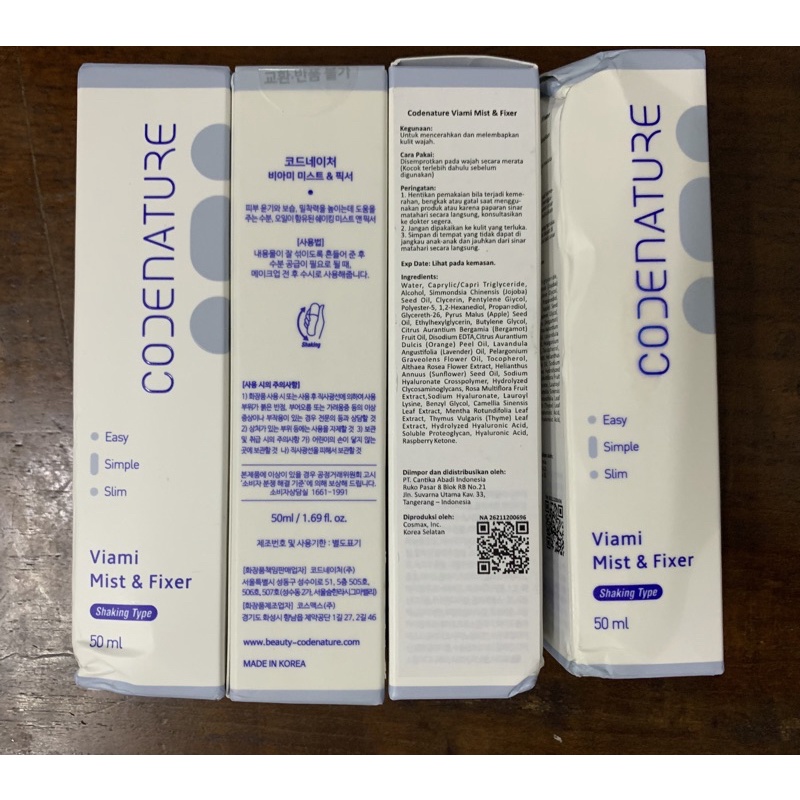 CODENATURE
Easy
Simple
Slim
Viami
Mist & Fixer
Shaking Type
50 ml
교환·반품 불가
코드네이처
비아미 미스트 & 픽서
피부 윤기와 보습, 밀착력을 높이는데 도움을
주는 수분, 오일이 함유된 쉐이킹 미스트 앤 픽서
[사용법]
내용물이 잘 섞이도록 흔들어 준 후
수분 공급이 필요로 될 때,
메이크업 전 후 수시로 사용해줍니다.
Shaking
[사용 시의 주의사항]
1) 화장품 사용 시 또는 사용 후 직사광선에 의하여 사용
부위가 붉은 반점, 부어오름 또는 가려움증 등의 이상
증상이나 부작용이 있는 경우 전문의 등과 상담할 것
2) 상처가 있는 부위 등에는 사용을 자제할 것 3) 보관
및 취급 시의 주의사항 가) 어린이의 손이 닿지 않는
곳에 보관할 것 나) 직사광선을 피해서 보관할 것
본제품에 이상이 있을 경우 공정거래위원회 고시
'소비자 분쟁 해결 기준'에 의해 보상해 드립니다.
소비자상담실 1661-1991
50ml / 1.69 fl. oz.
제조번호 및 사용기한 : 별도표기
[화장품책임판매업자] 코드네이처(주)
서울특별시 성동구 성수이로 51, 5층 505호,
506호, 507호(성수동 2가, 서울숲한라시그마밸리)
[화장품제조업자] 코스맥스(주)
경기도 화성시 향남읍 제약공단 1길 27, 2길 46
www.beauty-codenature.com
MADE IN KOREA
Codenature Viami Mist & Fixer
Kegunaan:
Untuk mencerahkan dan melembapkan
kulit wajah.
Cara Pakai:
Disemprotkan pada wajah secara merata
(Kocok terlebih dahulu sebelum
digunakan)
Peringatan:
1. Hentikan pemakaian bila terjadi keme-
rahan, bengkak atau gatal saat menggu-
nakan produk atau karena paparan sinar
matahari secara langsung, konsultasikan
ke dokter segera.
2. Jangan dipakaikan ke kulit yang terluka.
3. Simpan di tempat yang tidak dapat di-
jangkau anak-anak dan jauhkan dari sinar
matahari secara langsung.
Exp Date: Lihat pada kemasan.
Ingredients:
Water, Caprylic/Capri Triglyceride,
Alcohol, Simmondsia Chinensis (Jojoba)
Seed Oil, Clycerin, Pentylene Glycol,
Polyester-5, 1,2-Hexanediol, Propanediol,
Glycereth-26, Pyrus Malus (Apple) Seed
Oil, Ethylhexylglycerin, Butylene Glycol,
Citrus Aurantium Bergamia (Bergamot)
Fruit Oil, Disodium EDTA,Citrus Aurantium
Dulcis (Orange) Peel Oil, Lavandula
Angustifolia (Lavender) Oil, Pelargonium
Graveolens Flower Oil, Tocopherol,
Althaea Rosea Flower Extract, Helianthus
Annuus (Sunflower) Seed Oil, Sodium
Hyaluronate Crosspolymer, Hydrolyzed
Glycosaminoglycans, Rosa Multiflora Fruit
Extract,Sodium Hyaluronate, Lauroyl
Lysine, Benzyl Glycol, Camellia Sinensis
Leaf Extract, Mentha Rotundifolia Leaf
Extract, Thymus Vulgaris (Thyme) Leaf
Extract, Hydrolyzed Hyaluronic Acid,
Soluble Proteoglycan, Hyaluronic Acid,
Raspberry Ketone.
Diimpor dan didistribusikan oleh:
PT. Cantika Abadi Indonesia
Ruko Pasar 8 Blok RB No.21
Jln. Suvarna Utama Kav. 33,
Tangerang – Indonesia
Diproduksi oleh:
Cosmax, Inc.
Korea Selatan
NA 26211200696
CODENATURE
Easy
Simple
Slim
Viami
Mist & Fixer
Shaking Type
50 ml